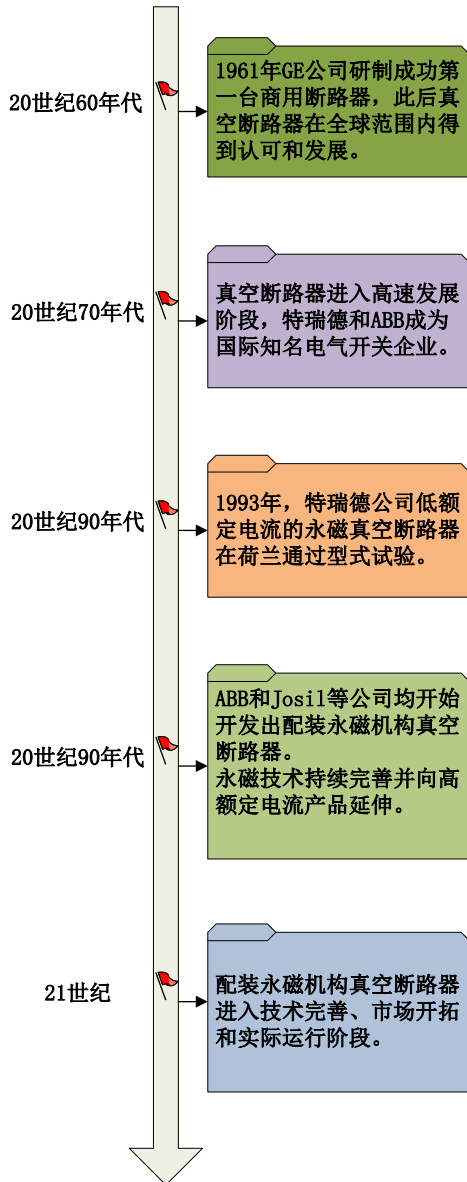 20世纪60年代
1961年GE公司研制成功第
一台商用断路器，此后真
空断路器在全球范围内得
到认可和发展。
20世纪70年代
真空断路器进入高速发展
阶段，特瑞德和ABB成为
国际知名电气开关企业。
20世纪90年代
1993年，特瑞德公司低额
定电流的永磁真空断路器
在荷兰通过型式试验。
20世纪90年代
ABB和Josil等公司均开始
开发出配装永磁机构真空
断路器。
永磁技术持续完善并向高
额定电流产品延伸。
21世纪
配装永磁机构真空断路器
进入技术完善、市场开拓
和实际运行阶段。